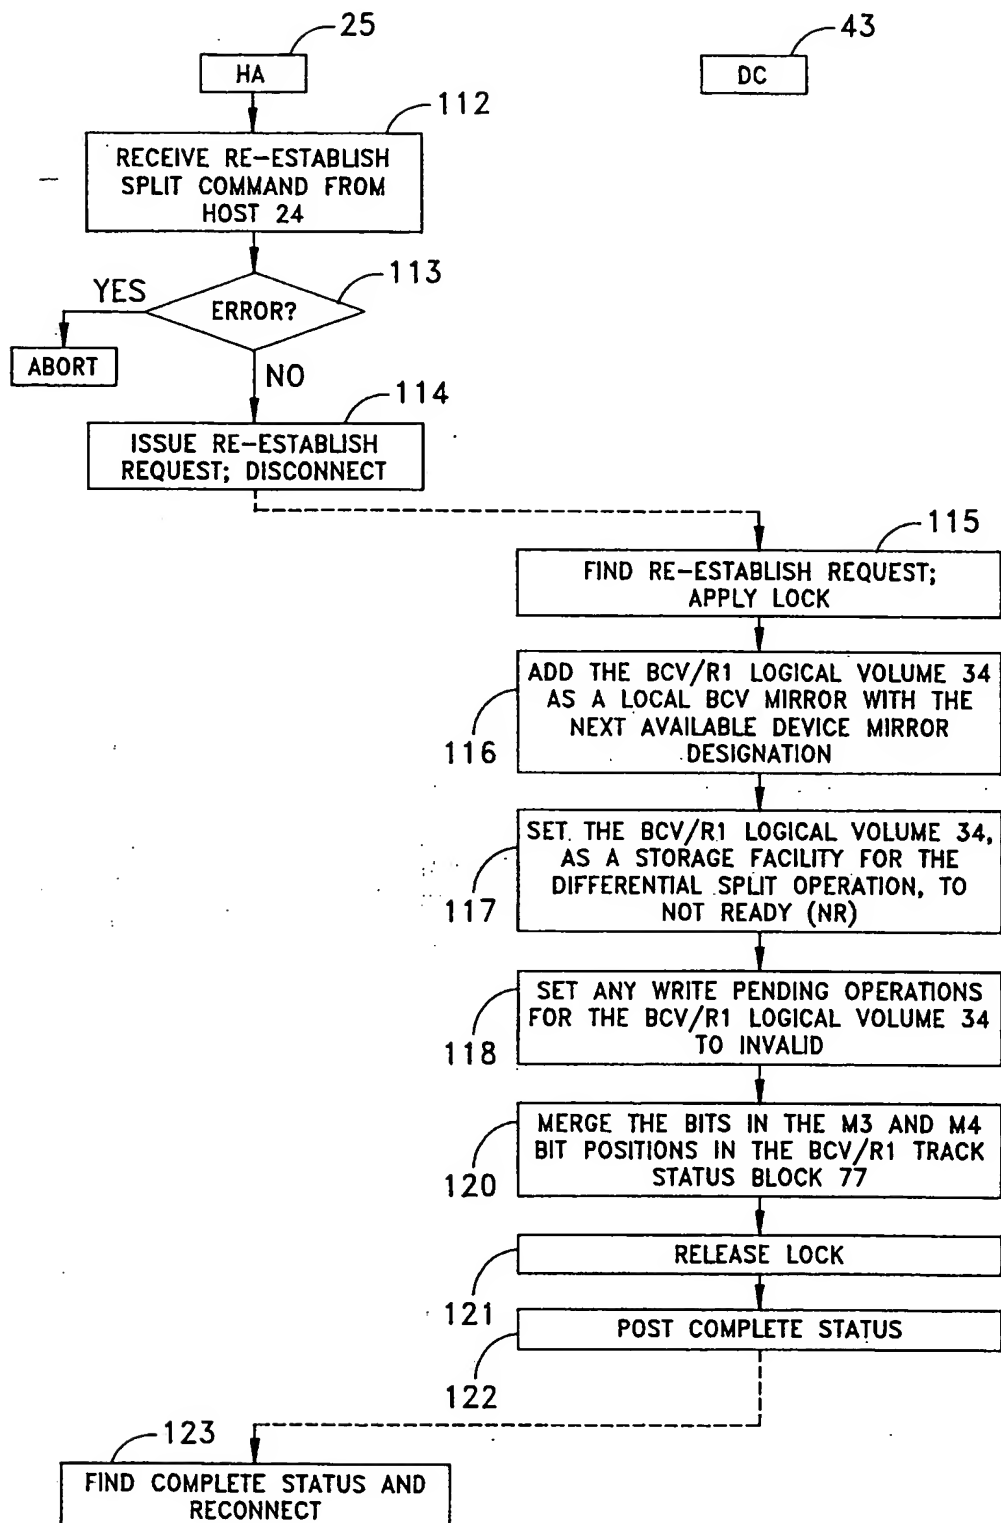 25
43
HA
DC
112
RECEIVE RE-ESTABLISH
SPLIT COMMAND FROM
HOST 24
113
YES
ERROR?
ABORT
NO
114
ISSUE RE-ESTABLISH
REQUEST; DISCONNECT
115
FIND RE-ESTABLISH REQUEST;
APPLY LOCK
ADD THE BCV/R1 LOGICAL VOLUME 34
AS A LOCAL BCV MIRROR WITH THE
NEXT AVAILABLE DEVICE MIRROR
DESIGNATION
116
SET THE BCV/R1 LOGICAL VOLUME 34,
AS A STORAGE FACILITY FOR THE
DIFFERENTIAL SPLIT OPERATION, TO
NOT READY (NR)
117
SET ANY WRITE PENDING OPERATIONS
FOR THE BCV/R1 LOGICAL VOLUME 34
TO INVALID
118
MERGE THE BITS IN THE M3 AND M4
BIT POSITIONS IN THE BCV/R1 TRACK
STATUS BLOCK 77
120
RELEASE LOCK
121
POST COMPLETE STATUS
122
123
FIND COMPLETE STATUS AND
RECONNECT